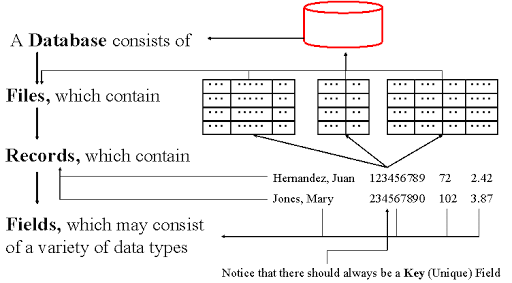 A Database consists of
Files, which contain
Records, which contain
Hernandez, Juan 123456789 72 2.42
Jones, Mary 234567890 102 3.87
Fields, which may consist
of a variety of data types
Notice that there should always be a Key (Unique) Field